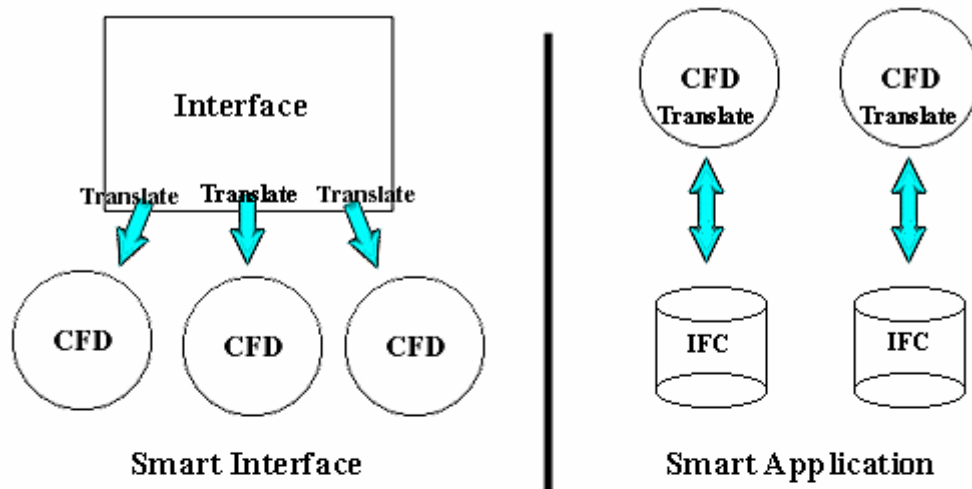 Interface
Translate Translate Translate
CFD CFD CFD
Smart Interface
CFD CFD
Translate Translate
IFC IFC
Smart Application